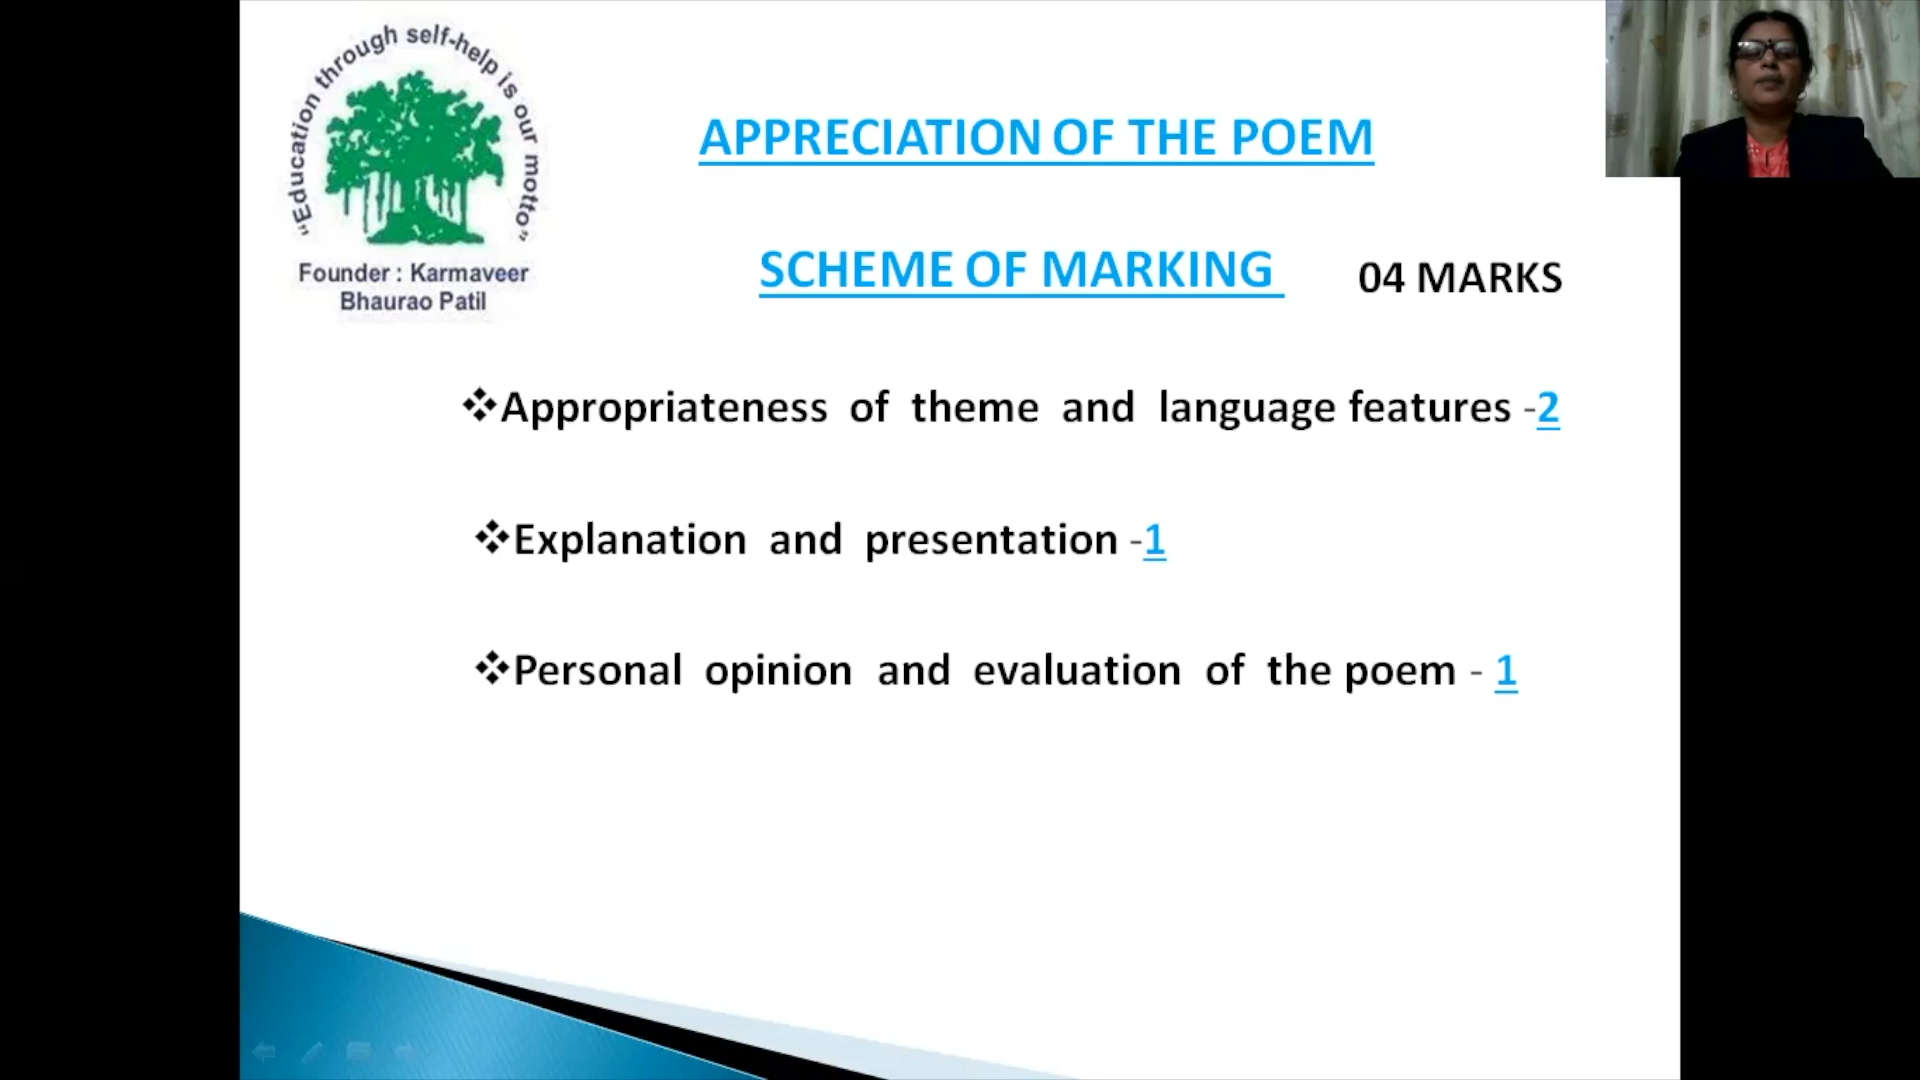 "Education through self-help is our motto"
Founder : Karmaveer
Bhaurao Patil
APPRECIATION OF THE POEM
SCHEME OF MARKING 04 MARKS
❖Appropriateness of theme and language features -2
❖Explanation and presentation -1
❖Personal opinion and evaluation of the poem - 1